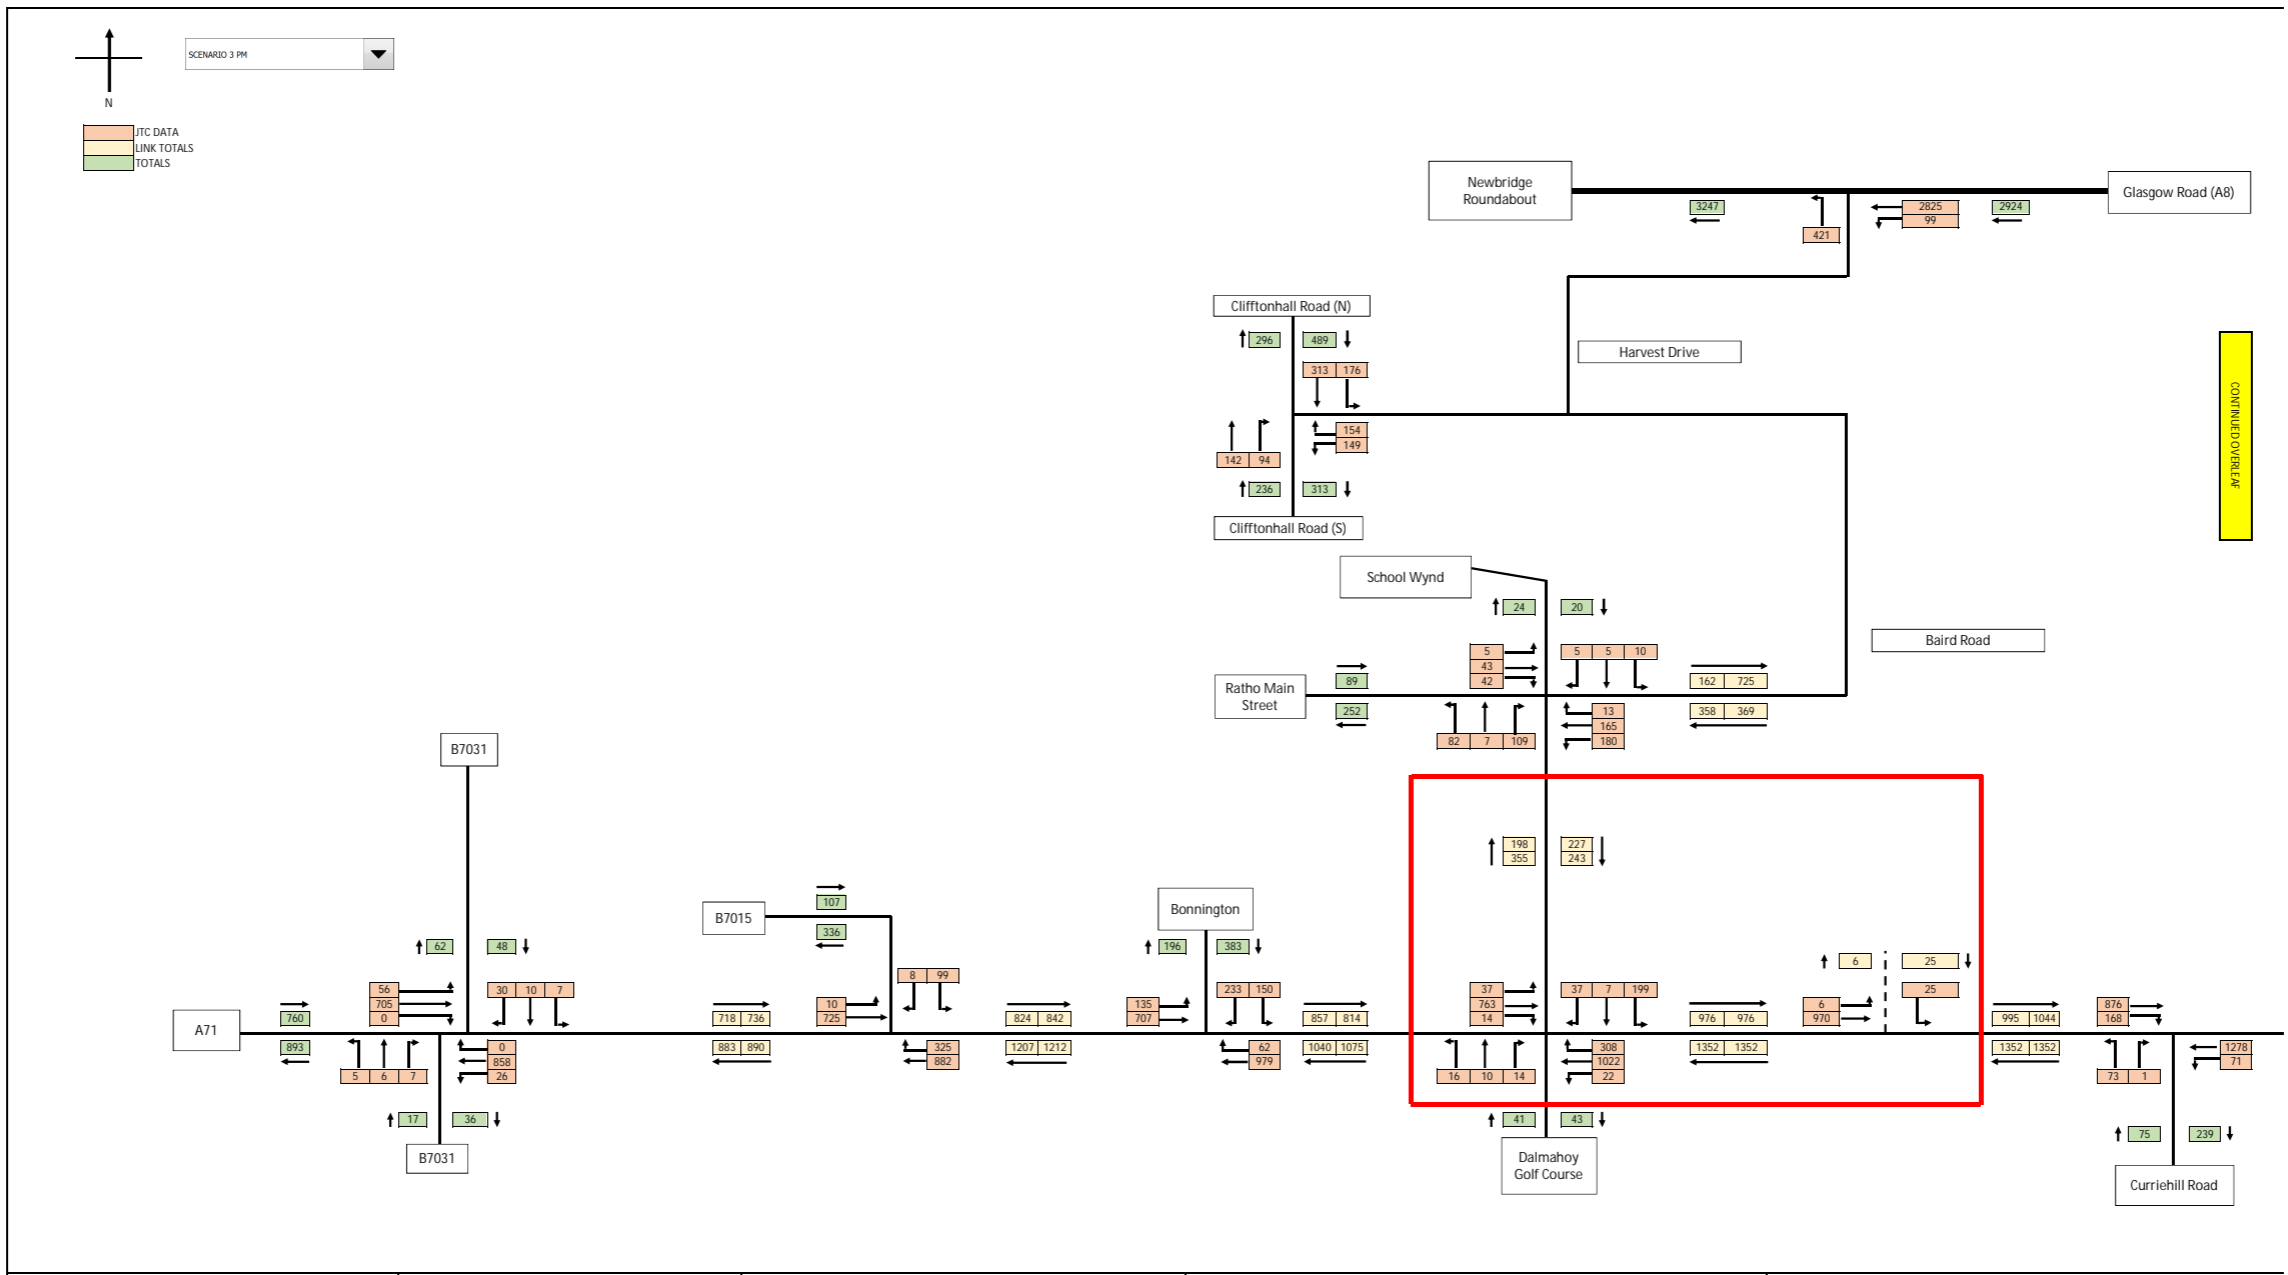 SCENARIO 3 PM
N
JTC DATA
LINK TOTALS
TOTALS
Newbridge
Roundabout
Glasgow Road (A8)
3247
2825
99
2924
421
Clifftonhall Road (N)
296
489
Harvest Drive
313 176
154
149
142 94
236
313
Clifftonhall Road (S)
CONTINUED OVERLEAF
School Wynd
24
20
Baird Road
5
43
42
5 5 10
Ratho Main
Street
89
252
162 725
358 369
13
165
180
82 7 109
B7031
198
355
227
243
B7015
107
336
Bonnington
62
48
196
383
6
25
8 99
56
705
0
30 10 7
10
725
135
707
233 150
37
763
14
37 7 199
6
970
25
A71
760
893
718 736
883 890
824 842
1207 1212
857 814
1040 1075
976 976
1352 1352
995 1044
1352 1352
876
168
5 6 7
0
858
26
325
882
62
979
16 10 14
308
1022
22
73 1
1278
71
17
36
B7031
41
43
Dalmahoy
Golf Course
75
239
Curriehill Road